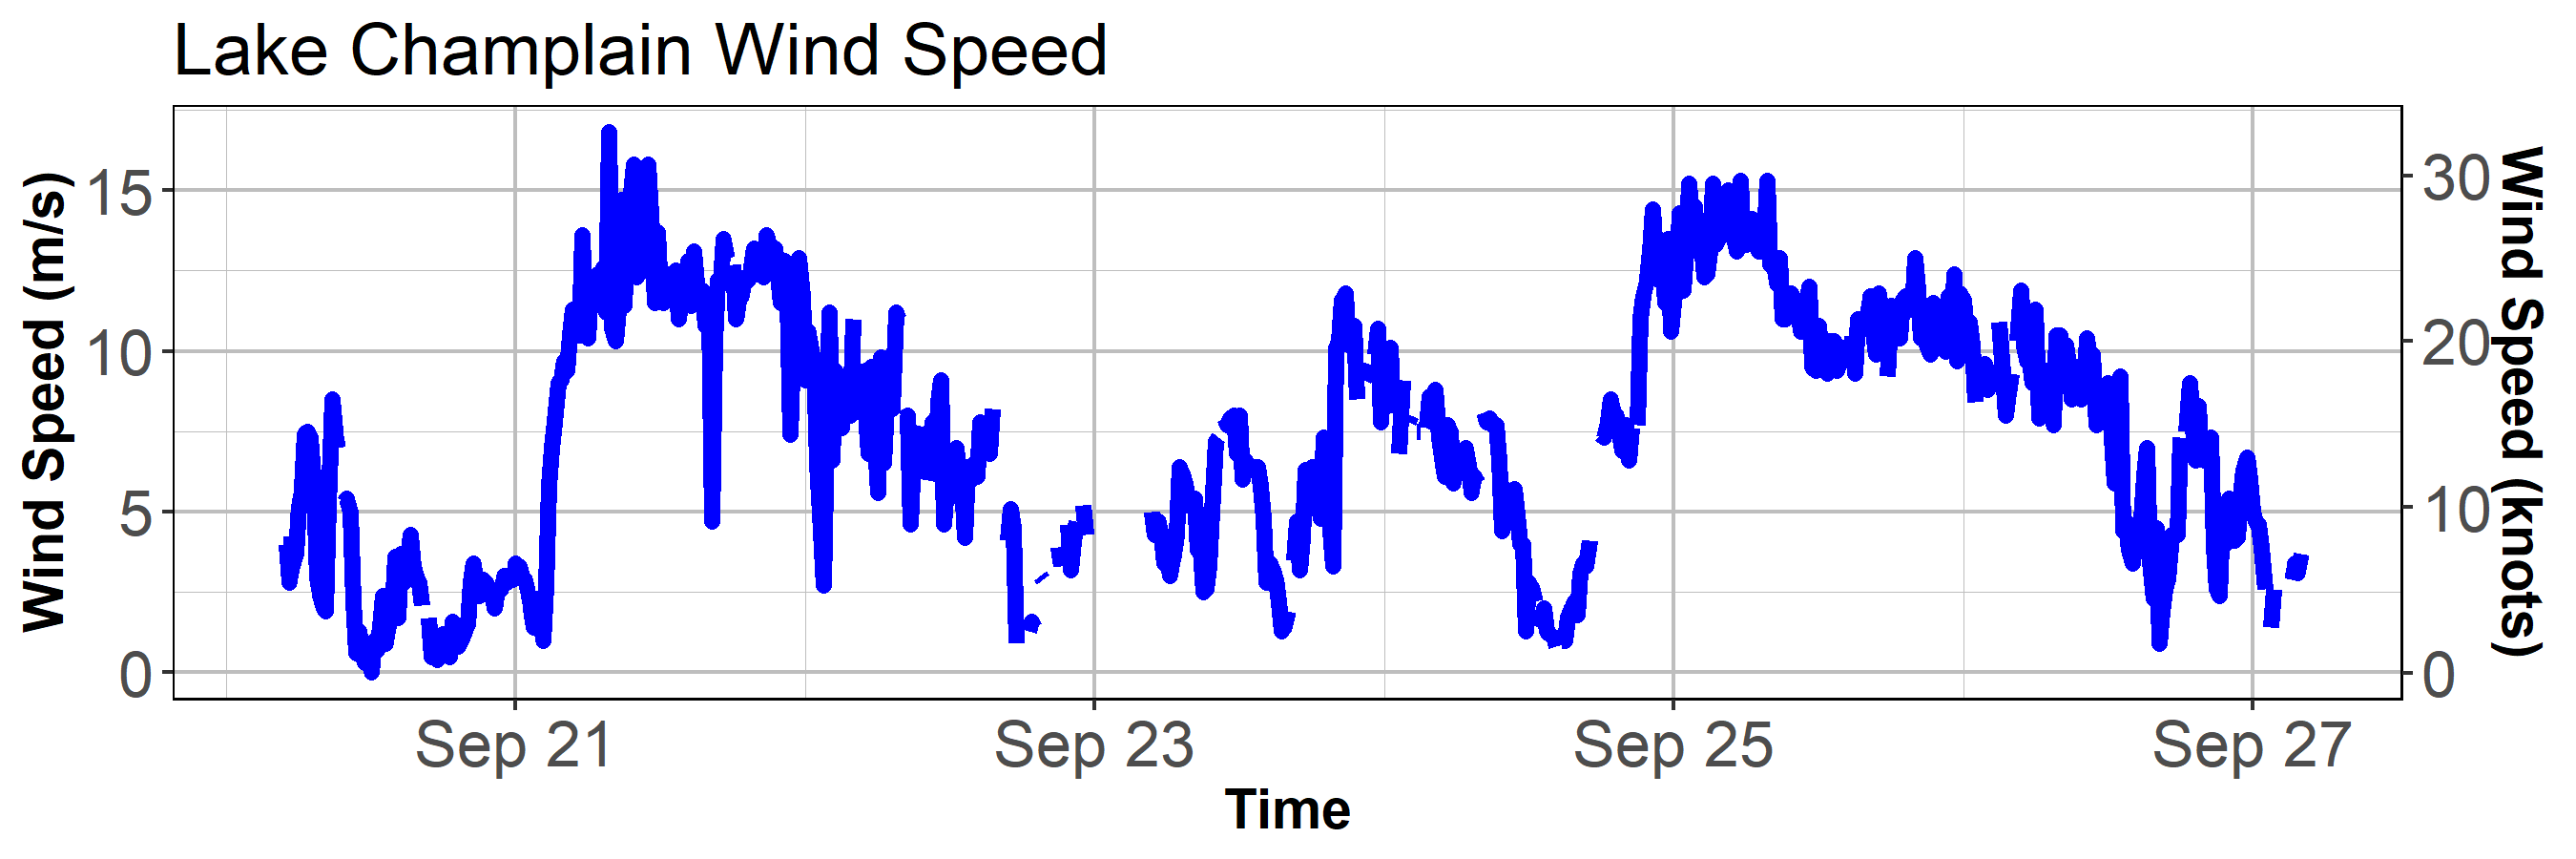 Lake Champlain Wind Speed
Wind Speed (m/s)
15
10
5
0
30
20
10
0
Wind Speed (knots)
Sep 21 Sep 23 Sep 25 Sep 27
Time